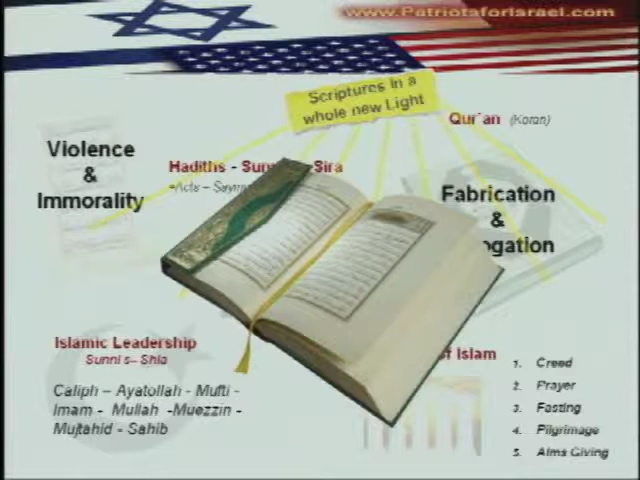 www.PatriotsforIsrael.com
Scriptures in a
whole new Light
Qur'an (Koran)
Violence
&
Immorality
Hadiths - Sira
Fabrication
&
ogation
Islamic Leadership
Sunni s– Shia
Caliph – Ayatollah - Mufti -
Imam - Mullah -Muezzin -
Mujtahid - Sahib
of Islam
1. Creed
2. Prayer
3. Fasting
4. Pilgrimage
5. Alms Giving